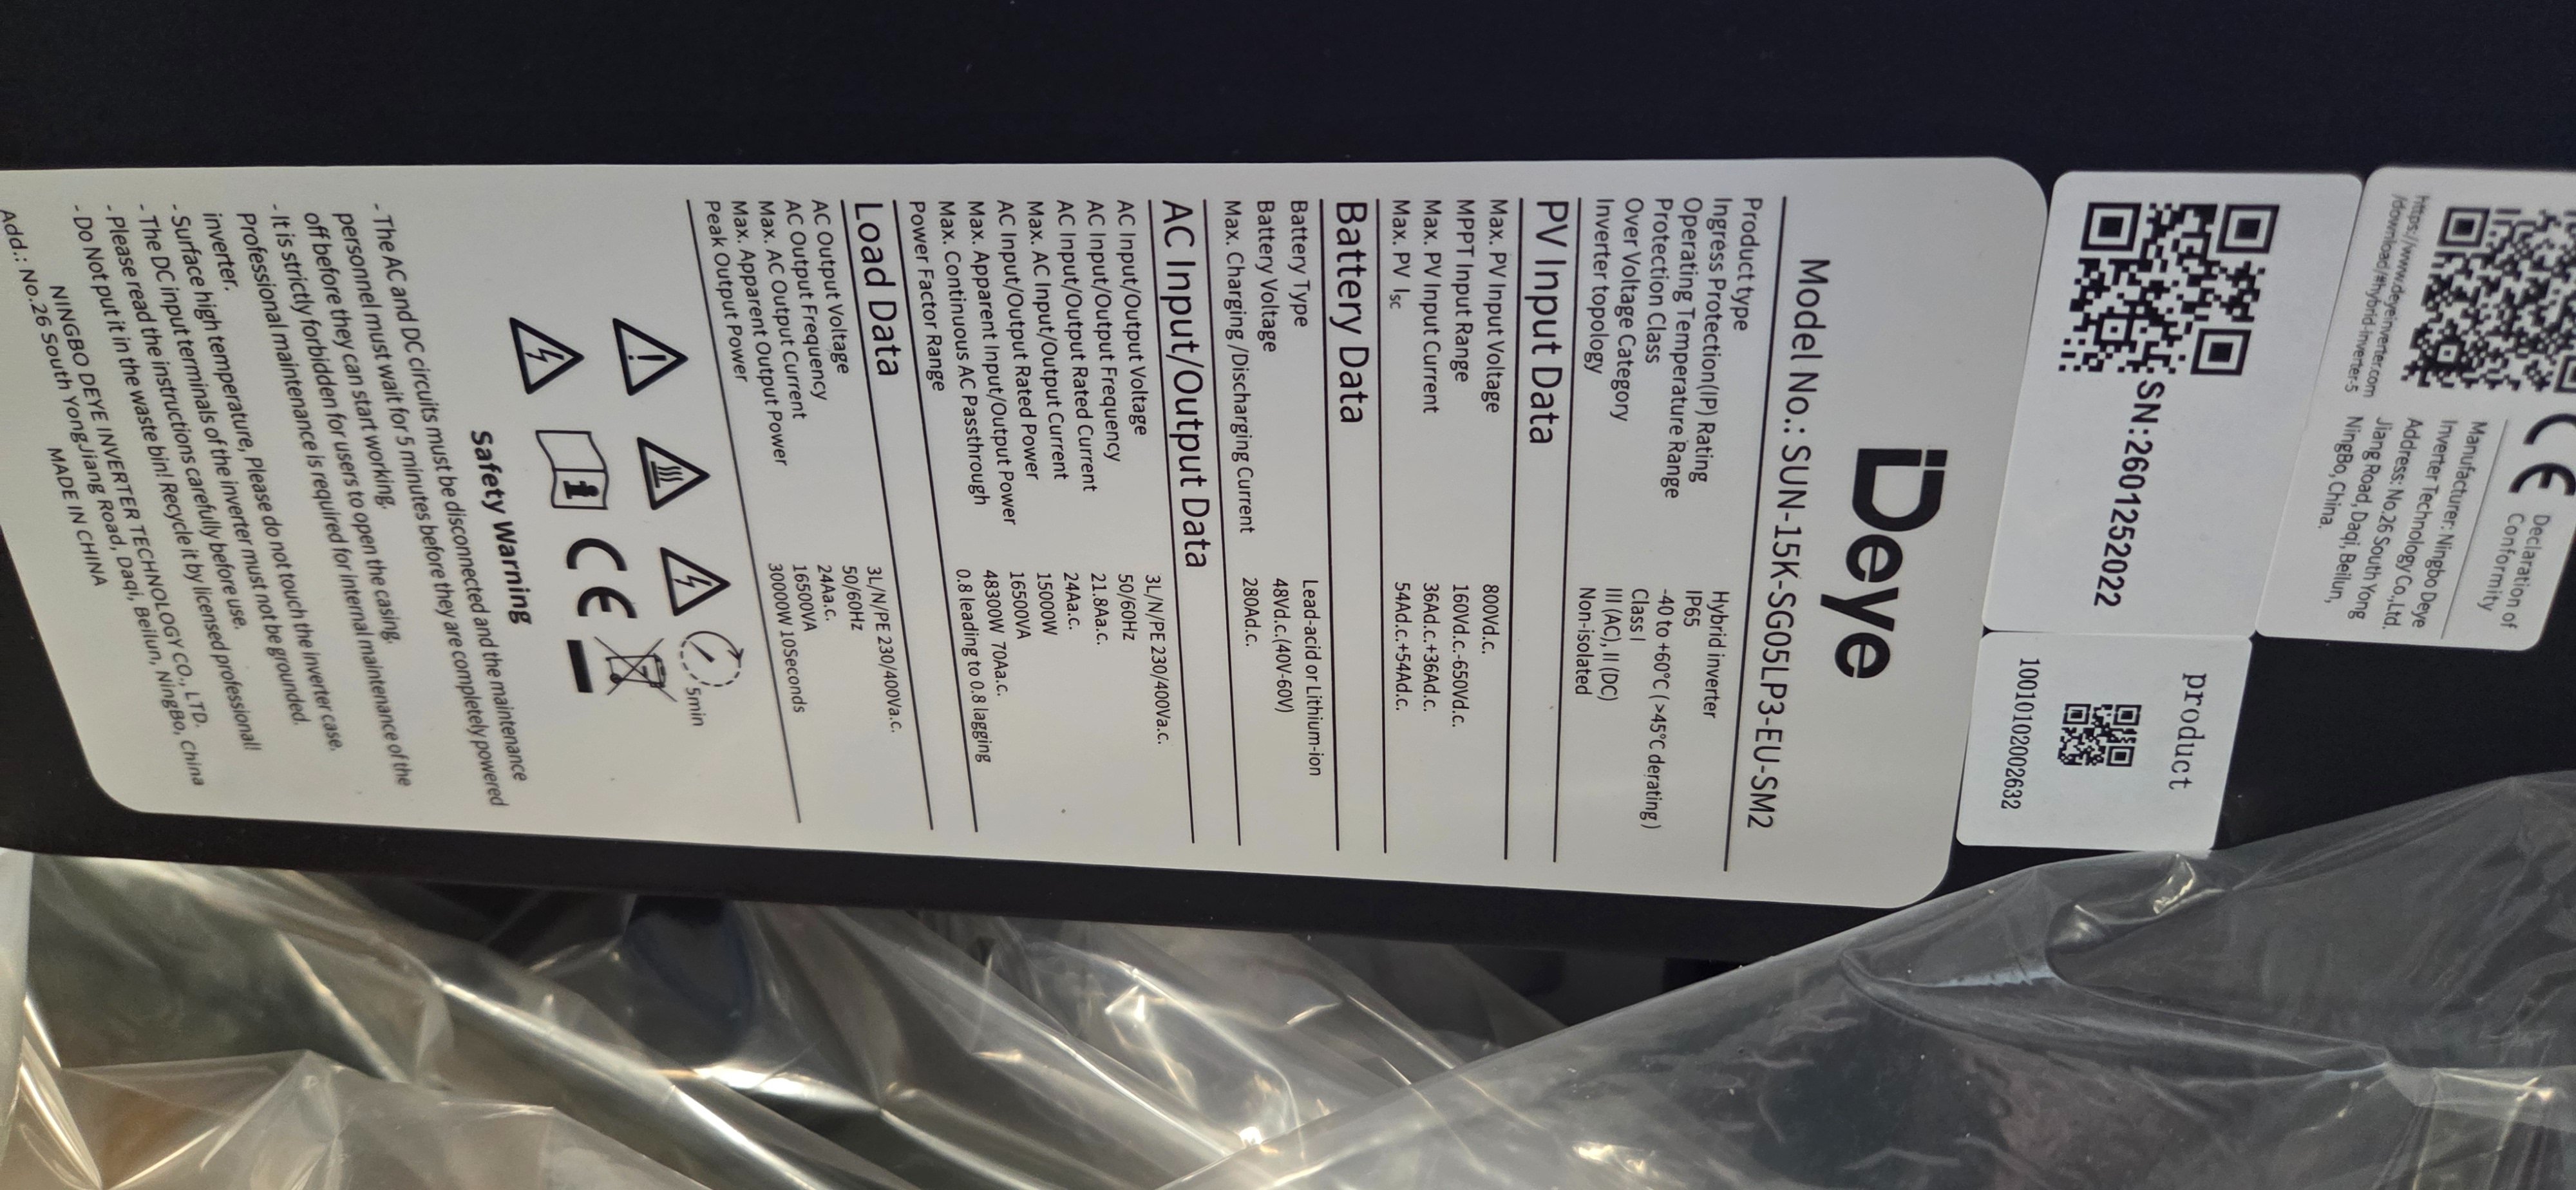 https://www.deyeinverter.com
/download/#hybrid-inverter-5
CE Declaration of
Conformity
Manufacturer: Ningbo Deye
Inverter Technology Co.,Ltd.
Address: No.26 South Yong
Jiang Road, Daqi, Beilun,
NingBo, China.
SN:2601252022
product
10010102002632
Deye
Model No.: SUN-15K-SG05LP3-EU-SM2
Product type Hybrid inverter
Ingress Protection(IP) Rating IP65
Operating Temperature Range -40 to +60°C ( >45°C derating )
Protection Class Class I
Over Voltage Category III (AC), II (DC)
Inverter topology Non-isolated
PV Input Data
Max. PV Input Voltage 800Vd.c.
MPPT Input Range 160Vd.c.-650Vd.c.
Max. PV Input Current 36Ad.c.+36Ad.c.
Max. PV Isc 54Ad.c.+54Ad.c.
Battery Data
Battery Type Lead-acid or Lithium-ion
Battery Voltage 48Vd.c.(40V-60V)
Max. Charging /Discharging Current 280Ad.c.
AC Input/Output Data
AC Input/Output Voltage 3L/N/PE 230/400Va.c.
AC Input/Output Frequency 50/60Hz
AC Input/Output Rated Current 21.8Aa.c.
Max. AC Input/Output Current 24Aa.c.
AC Input/Output Rated Power 15000W
Max. Apparent Input/Output Power 16500VA
Max. Continuous AC Passthrough 48300W 70Aa.c.
Power Factor Range 0.8 leading to 0.8 lagging
Load Data
AC Output Voltage 3L/N/PE 230/400Va.c.
AC Output Frequency 50/60Hz
Max. AC Output Current 24Aa.c.
Max. Apparent Output Power 16500VA
Peak Output Power 30000W 10Seconds
5min
CE
Safety Warning
- The AC and DC circuits must be disconnected and the maintenance
personnel must wait for 5 minutes before they are completely powered
off before they can start working.
- It is strictly forbidden for users to open the casing.
Professional maintenance is required for internal maintenance of the
inverter.
- Surface high temperature, Please do not touch the inverter case.
- The DC input terminals of the inverter must not be grounded.
- Please read the instructions carefully before use.
- Do Not put it in the waste bin! Recycle it by licensed professional!
NINGBO DEYE INVERTER TECHNOLOGY CO., LTD.
Add.: No.26 South YongJiang Road, Daqi, Beilun, NingBo, China
MADE IN CHINA